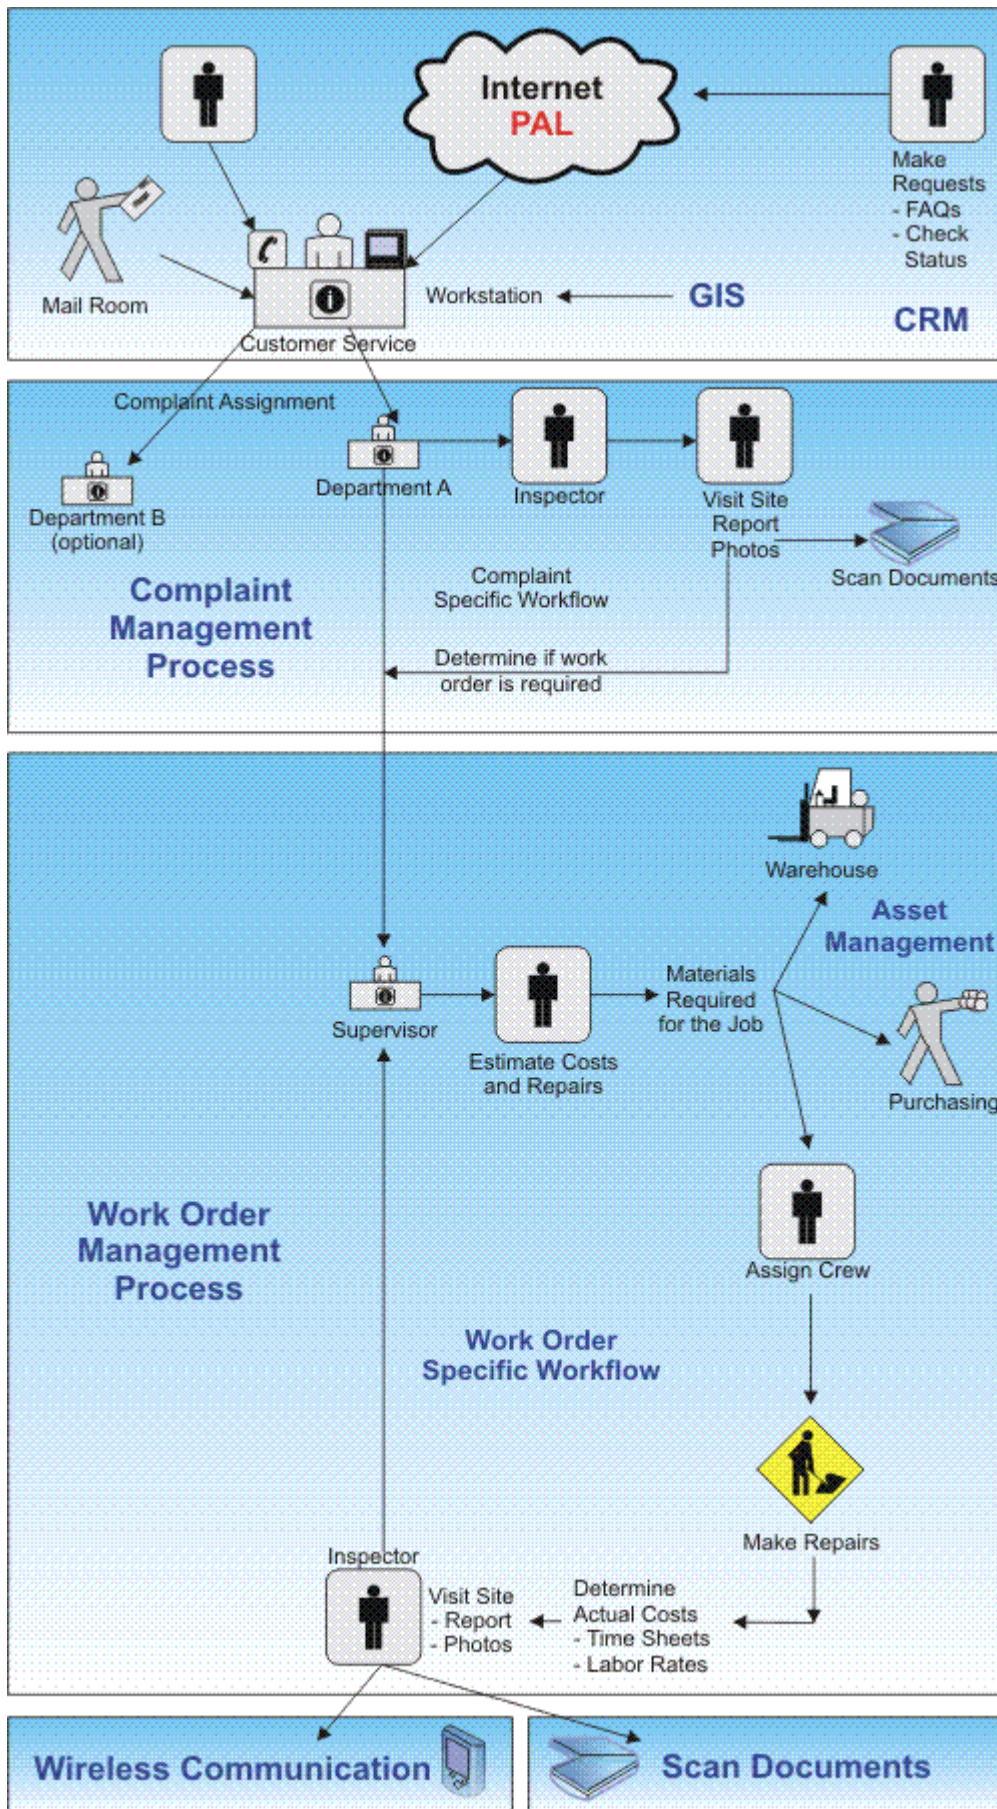 Internet
PAL
Make
Requests
- FAQs
- Check
Status
Mail Room
Workstation
GIS
CRM
Customer Service
Complaint Assignment
Department A
Inspector
Visit Site
Report
Photos
Department B
(optional)
Scan Documents
Complaint
Management
Process
Complaint
Specific Workflow
Determine if work
order is required
Warehouse
Asset
Management
Supervisor
Estimate Costs
and Repairs
Materials
Required
for the Job
Purchasing
Assign Crew
Work Order
Management
Process
Work Order
Specific Workflow
Make Repairs
Inspector
Visit Site
- Report
- Photos
Determine
Actual Costs
- Time Sheets
- Labor Rates
Wireless Communication
Scan Documents